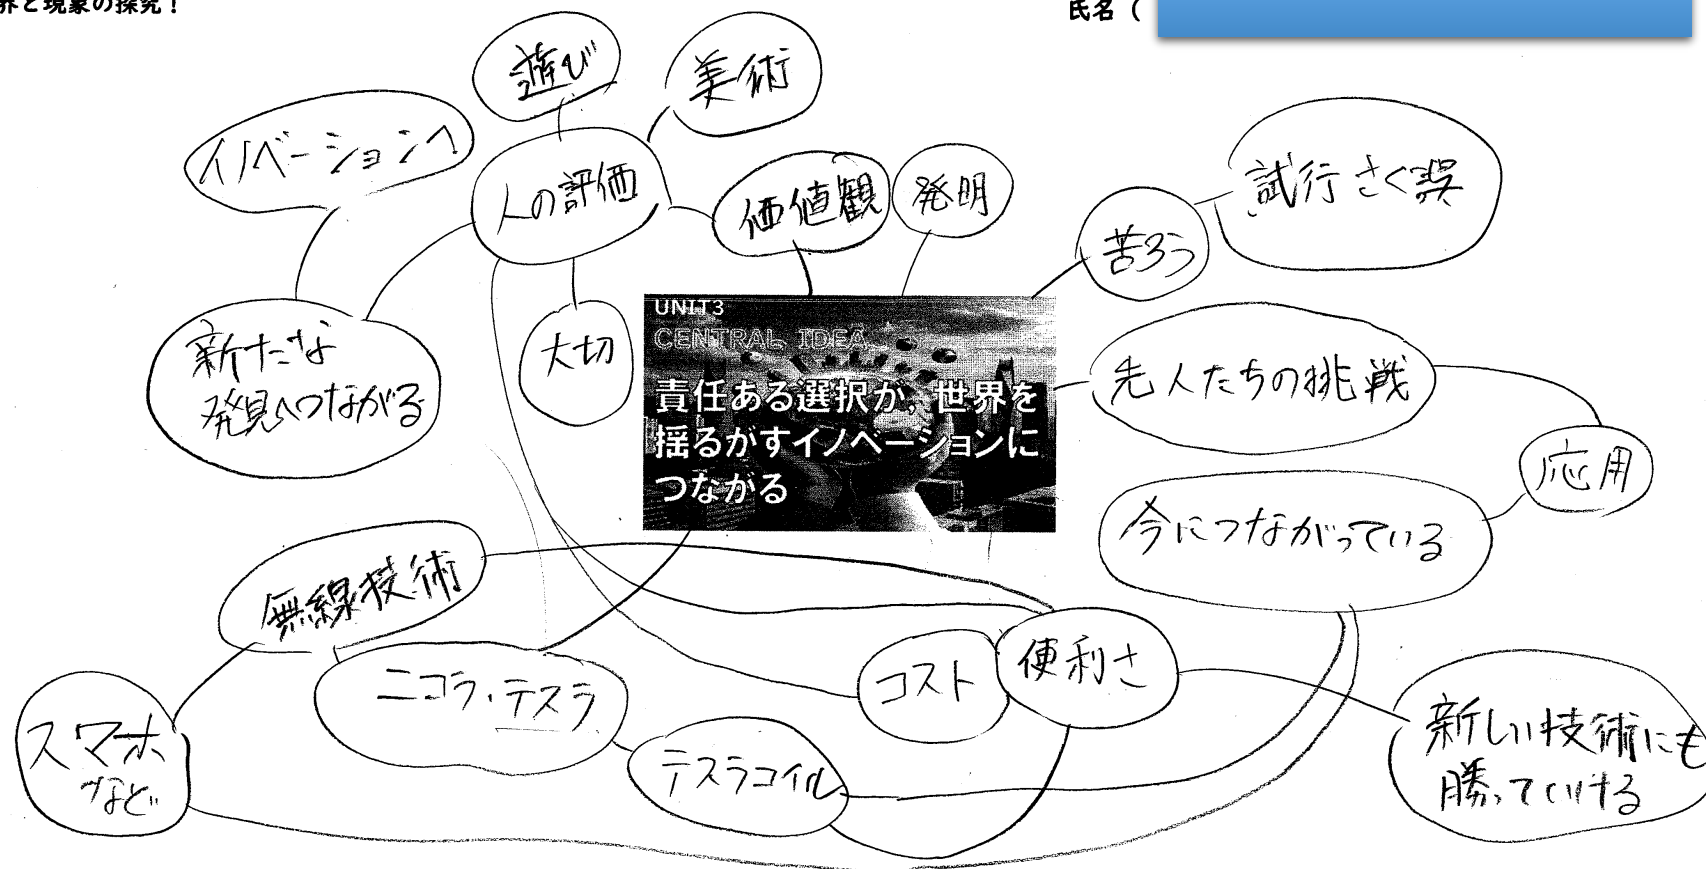 界と現象の探究！
氏名（
遊び
美術
イノベーションへ
人の評価
価値観
発明
苦ろう
試行さく誤
新たな
発見へつながる
大切
UNIT3
CENTRAL IDEA
責任ある選択が，世界を
揺るがすイノベーションに
つながる
先人たちの挑戦
応用
今につながっている
無線技術
ニコラ・テスラ
コスト
便利さ
スマホ
など
テスラコイル
新しい技術にも
勝っていける